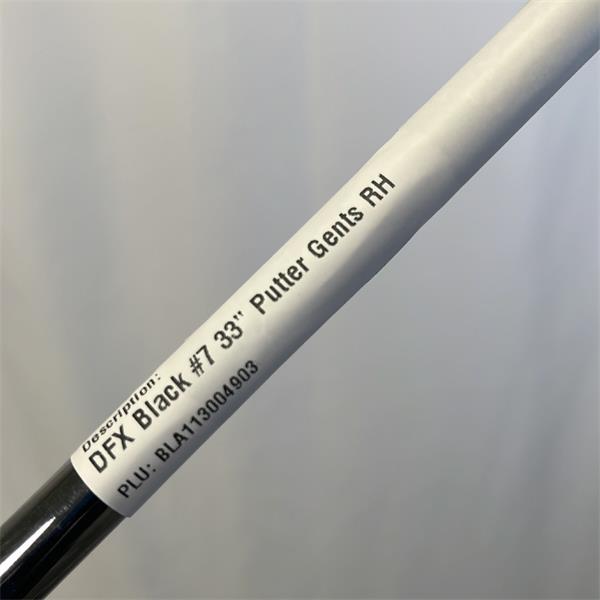 Description:
DFX Black #7 33" Putter Gents RH
PLU: BLA113004903